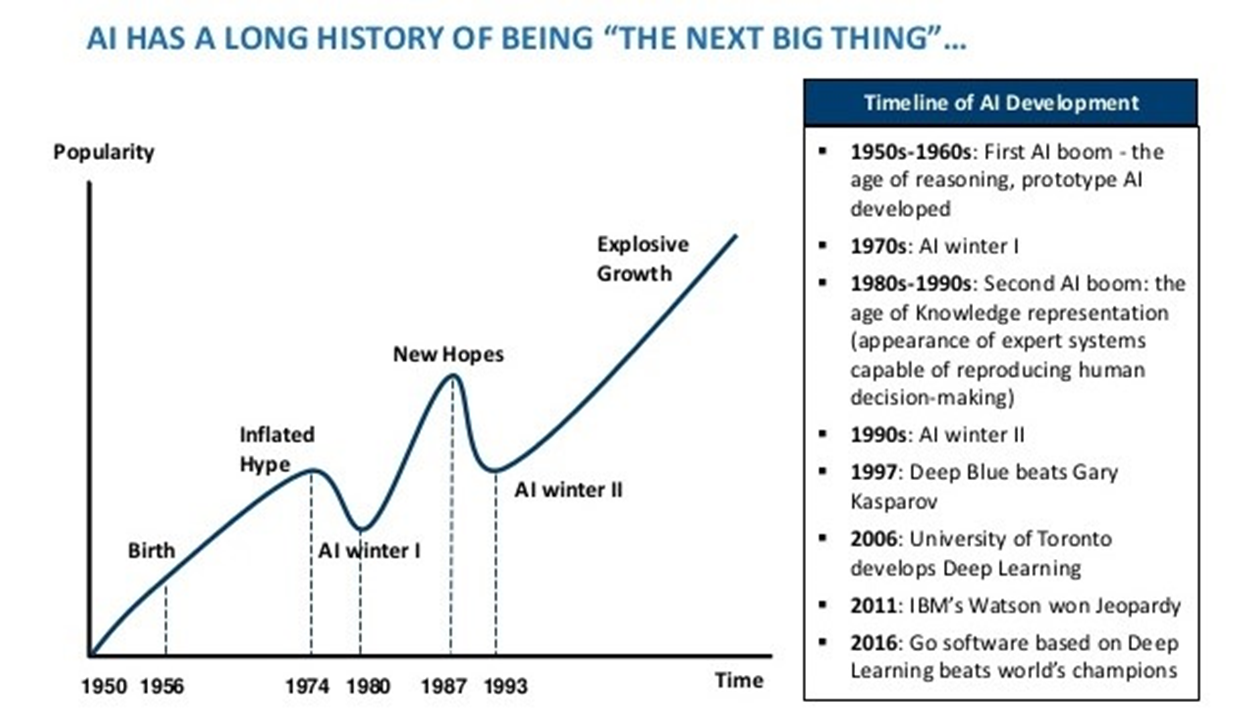 AI HAS A LONG HISTORY OF BEING “THE NEXT BIG THING”...
Popularity
Explosive
Growth
New Hopes
Inflated
Hype
AI winter II
Birth
AI winter I
1950 1956 1974 1980 1987 1993
Time
Timeline of AI Development
▪ 1950s-1960s: First AI boom - the
age of reasoning, prototype AI
developed
▪ 1970s: AI winter I
▪ 1980s-1990s: Second AI boom: the
age of Knowledge representation
(appearance of expert systems
capable of reproducing human
decision-making)
▪ 1990s: AI winter II
▪ 1997: Deep Blue beats Gary
Kasparov
▪ 2006: University of Toronto
develops Deep Learning
▪ 2011: IBM’s Watson won Jeopardy
▪ 2016: Go software based on Deep
Learning beats world’s champions